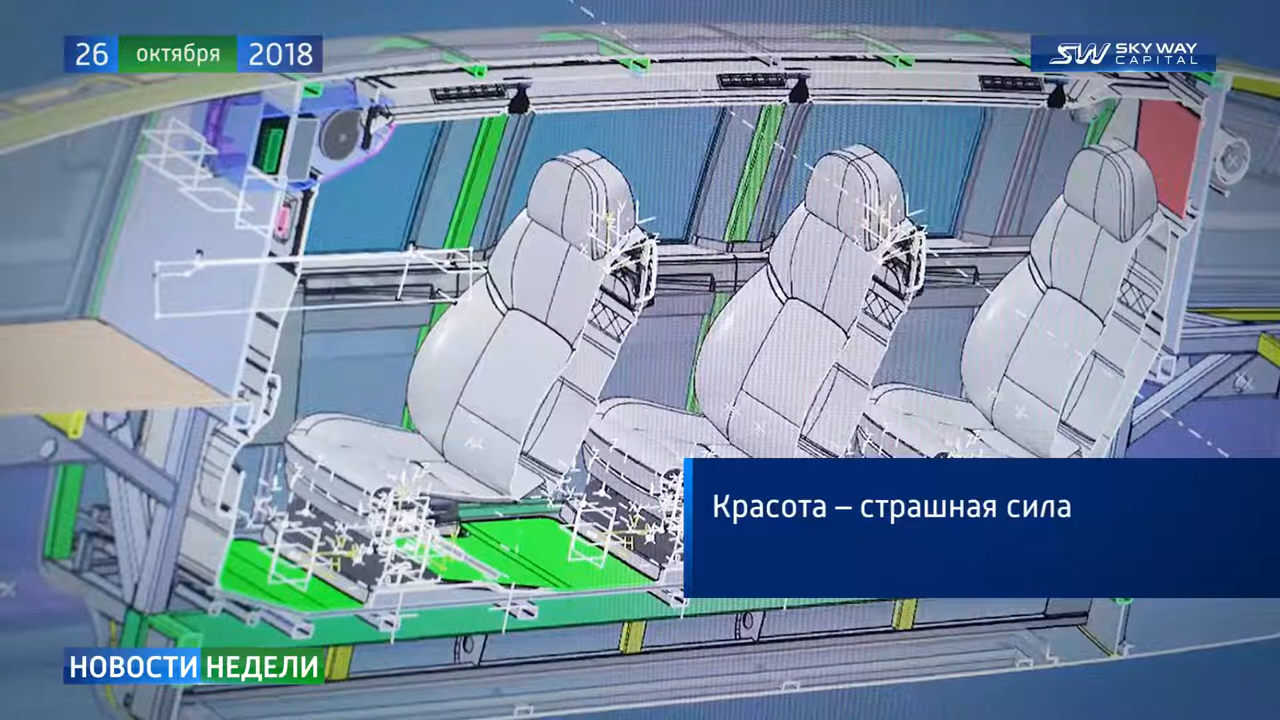 26 октября 2018
SW SKY WAY
CAPITAL
Красота – страшная сила
НОВОСТИ НЕДЕЛИ